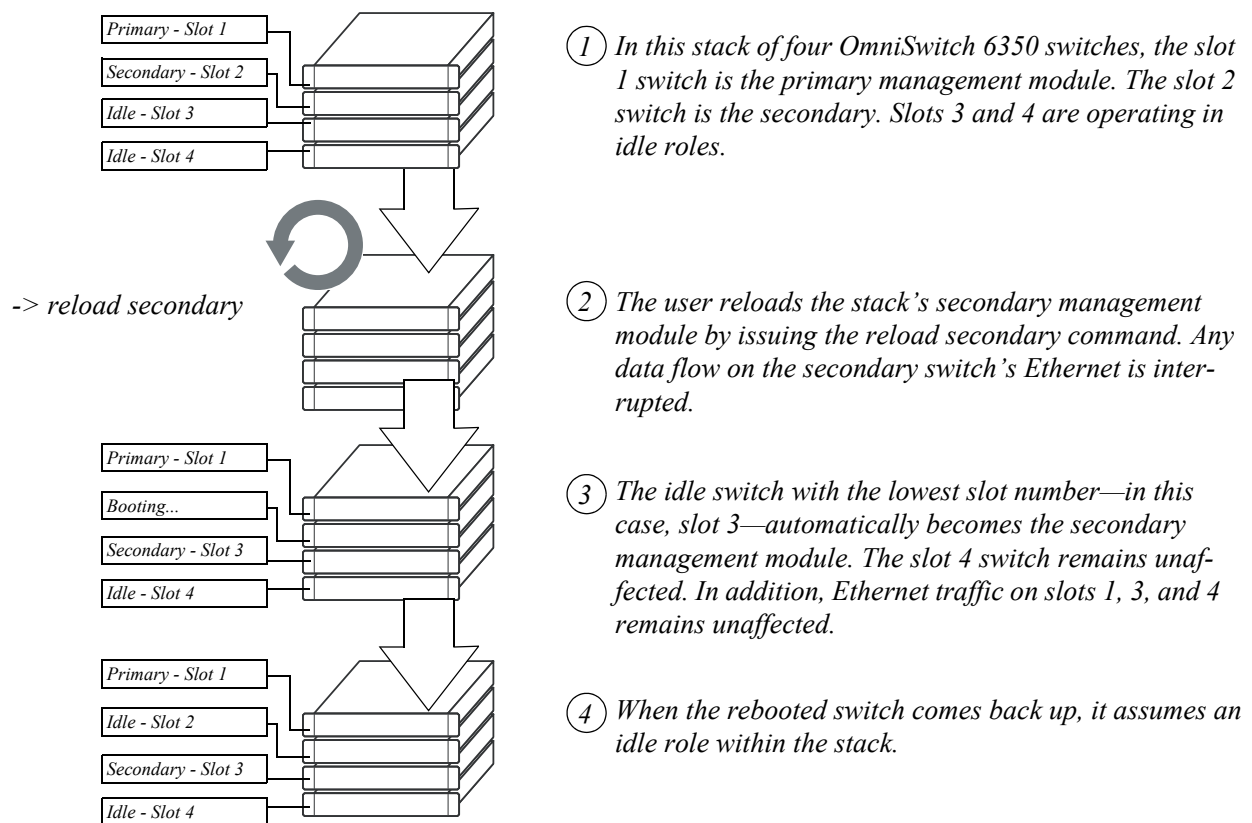 Primary - Slot 1
Secondary - Slot 2
Idle - Slot 3
Idle - Slot 4
1 In this stack of four OmniSwitch 6350 switches, the slot
1 switch is the primary management module. The slot 2
switch is the secondary. Slots 3 and 4 are operating in
idle roles.
-> reload secondary
2 The user reloads the stack’s secondary management
module by issuing the reload secondary command. Any
data flow on the secondary switch’s Ethernet is inter-
rupted.
Primary - Slot 1
Booting...
Secondary - Slot 3
Idle - Slot 4
3 The idle switch with the lowest slot number—in this
case, slot 3—automatically becomes the secondary
management module. The slot 4 switch remains unaf-
fected. In addition, Ethernet traffic on slots 1, 3, and 4
remains unaffected.
Primary - Slot 1
Idle - Slot 2
Secondary - Slot 3
Idle - Slot 4
4 When the rebooted switch comes back up, it assumes an
idle role within the stack.